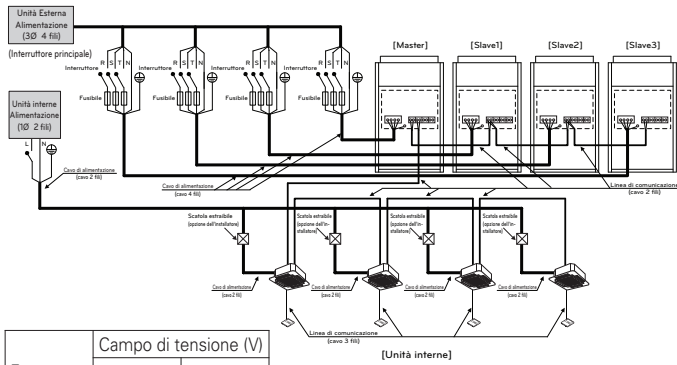 Unità Esterna
Alimentazione
(3Ø 4 fili)
(Interruttore principale)
[Master] [Slave1] [Slave2] [Slave3]
R S T N R S T N R S T N R S T N
Interruttore Interruttore Interruttore Interruttore
Fusibile Fusibile Fusibile Fusibile
Unità interne
Alimentazione
(1Ø 2 fili)
L N
Cavo di alimentazione
(cavo 2 fili)
Cavo di alimentazione
(cavo 4 fili)
Linea di comunicazione
(cavo 2 fili)
Scatola estraibile
(opzione dell'in-
stallatore)
Scatola estraibile
(opzione dell'in-
stallatore)
Scatola estraibile
(opzione dell'in-
stallatore)
Scatola estraibile
(opzione dell'in-
stallatore)
Cavo di alimentazione
(cavo 2 fili)
Cavo di alimentazione
(cavo 2 fili)
Cavo di alimentazione
(cavo 2 fili)
Cavo di alimentazione
(cavo 2 fili)
Linea di comunicazione
(cavo 3 fili)
[Unità interne]
Campo di tensione (V)